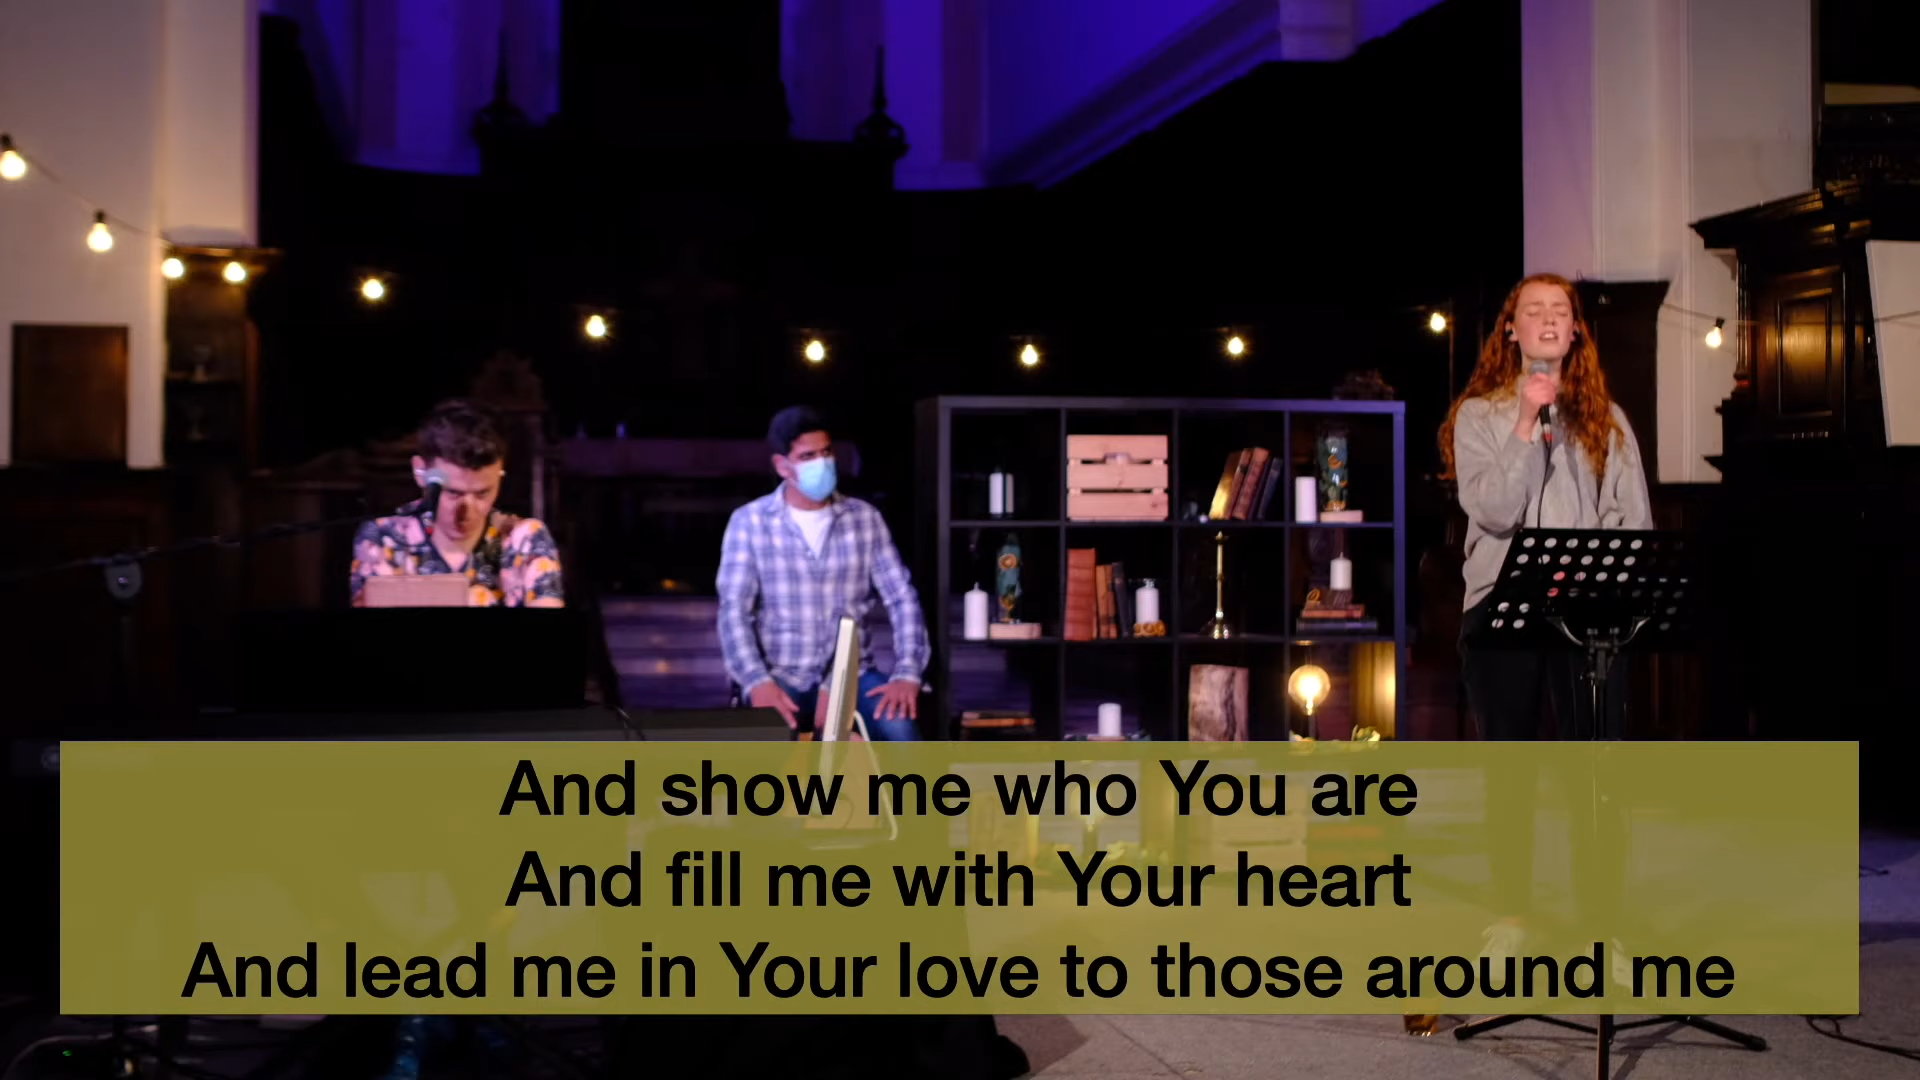 And show me who You are
And fill me with Your heart
And lead me in Your love to those around me